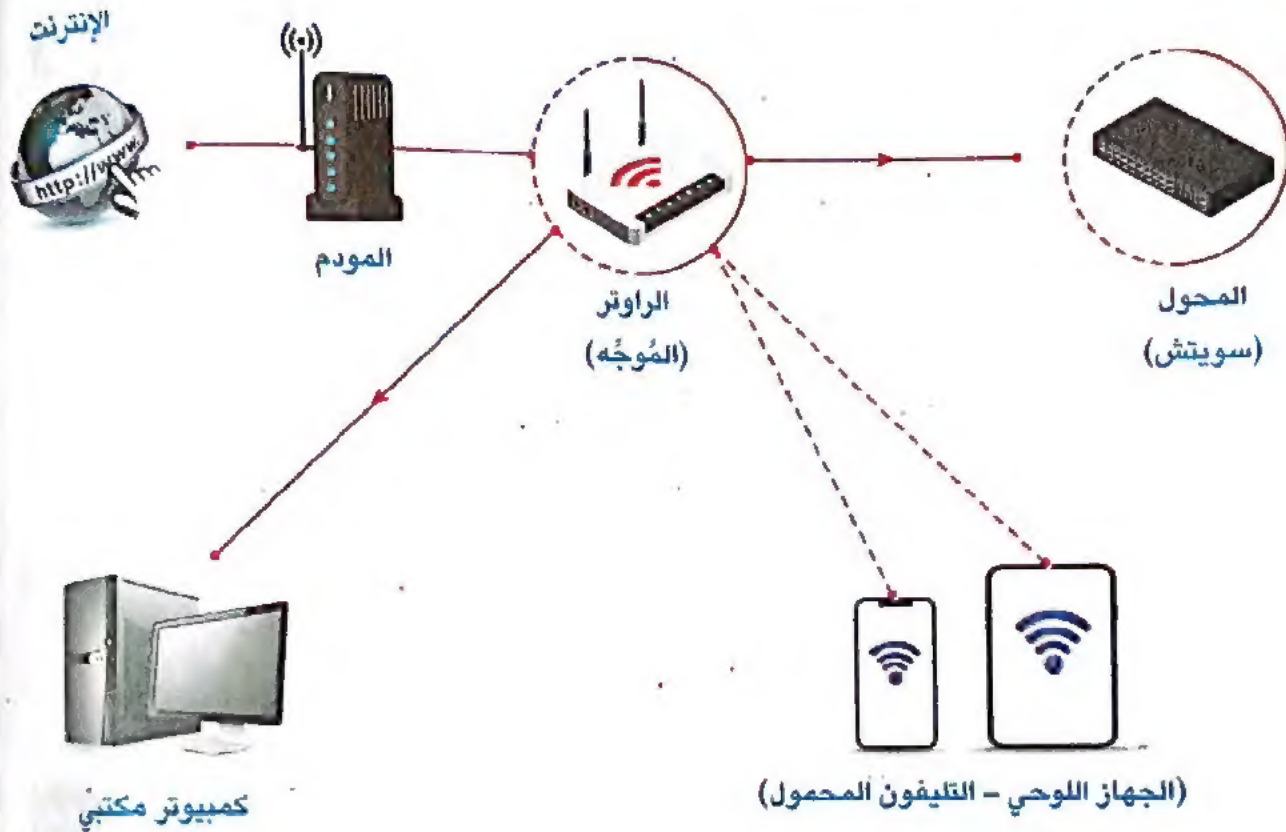 الإنترنت
http://www.
المودم
الراوتر
(المُوجِّه)
المحول
(سويتش)
كمبيوتر مكتبي
(الجهاز اللوحي – التليفون المحمول)